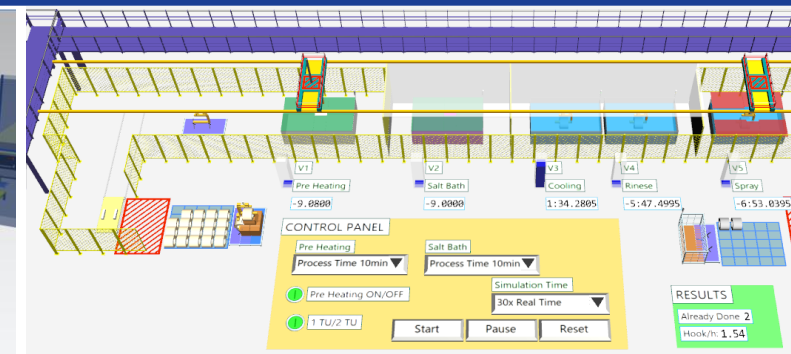 V1
Pre Heating
-9.0800
V2
Salt Bath
-9.0000
V3
Cooling
1:34.2805
V4
Rinese
-5:47.4995
V5
Spray
-6:53.0395
CONTROL PANEL
Pre Heating
Process Time 10min
Salt Bath
Process Time 10min
Pre Heating ON/OFF
Simulation Time
30x Real Time
1 TU/2 TU
Start
Pause
Reset
RESULTS
Already Done 2
Hook/h: 1.54